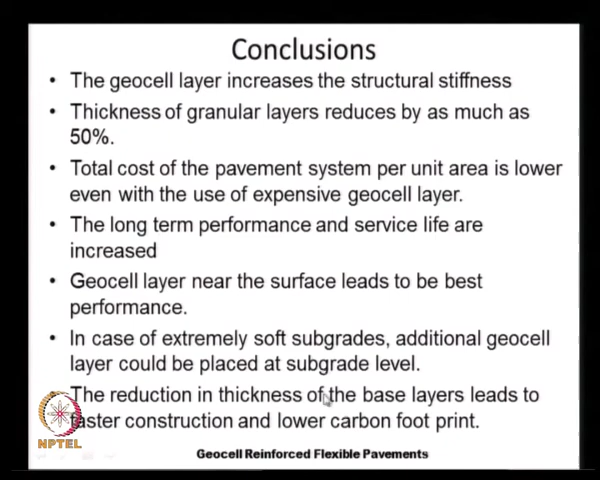 Conclusions
• The geocell layer increases the structural stiffness
• Thickness of granular layers reduces by as much as
50%.
• Total cost of the pavement system per unit area is lower
even with the use of expensive geocell layer.
• The long term performance and service life are
increased
• Geocell layer near the surface leads to be best
performance.
• In case of extremely soft subgrades, additional geocell
layer could be placed at subgrade level.
The reduction in thickness of the base layers leads to
faster construction and lower carbon foot print.
NPTEL
Geocell Reinforced Flexible Pavements